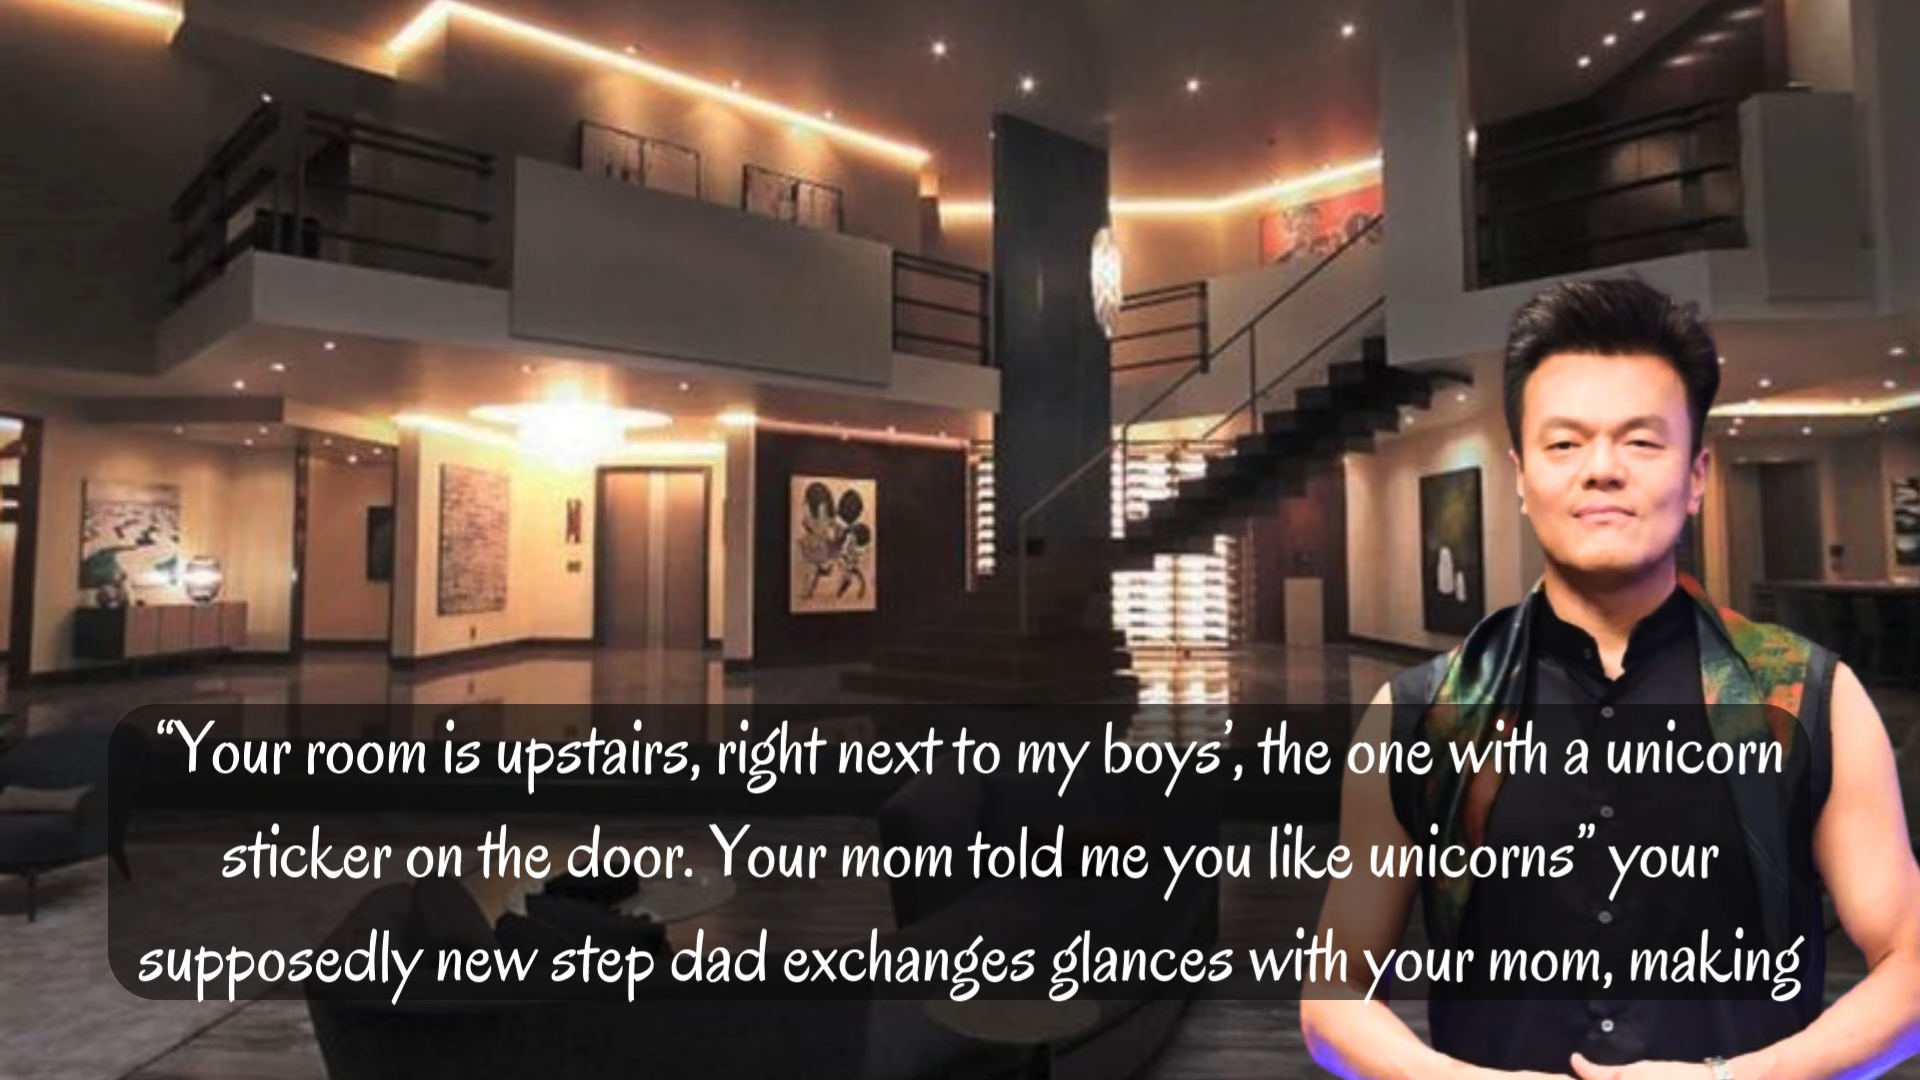 “Your room is upstairs, right next to my boys’, the one with a unicorn
sticker on the door. Your mom told me you like unicorns” your
supposedly new step dad exchanges glances with your mom, making